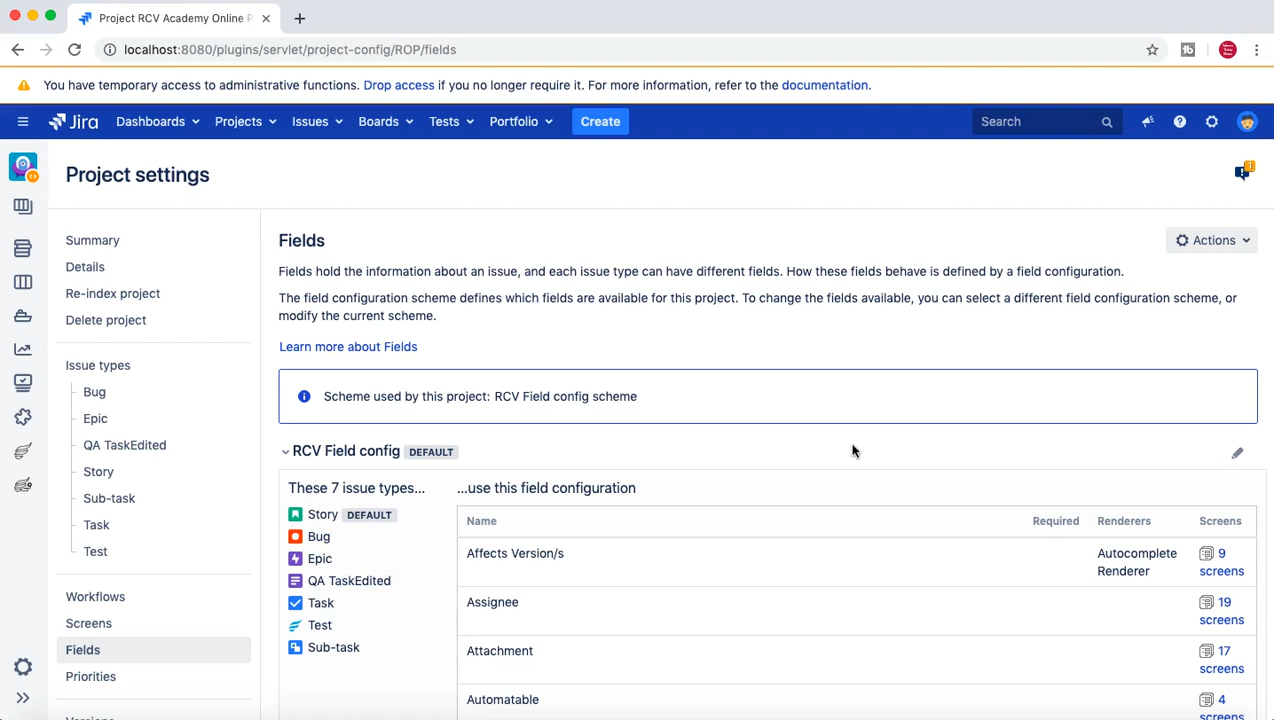 Project RCV Academy Online P
localhost:8080/plugins/servlet/project-config/ROP/fields
You have temporary access to administrative functions. Drop access if you no longer require it. For more information, refer to the documentation.
Jira Dashboards Projects Issues Boards Tests Portfolio Create Search
Project settings
Summary
Details
Re-index project
Delete project
Issue types
Bug
Epic
QA TaskEdited
Story
Sub-task
Task
Test
Workflows
Screens
Fields
Priorities
Versions
Fields
Actions
Fields hold the information about an issue, and each issue type can have different fields. How these fields behave is defined by a field configuration.
The field configuration scheme defines which fields are available for this project. To change the fields available, you can select a different field configuration scheme, or
modify the current scheme.
Learn more about Fields
Scheme used by this project: RCV Field config scheme
RCV Field config DEFAULT
These 7 issue types...
Story DEFAULT
Bug
Epic
QA TaskEdited
Task
Test
Sub-task
...use this field configuration
Name Required Renderers Screens
Affects Version/s Autocomplete 9
Renderer screens
Assignee 19
screens
Attachment 17
screens
Automatable 4
screens